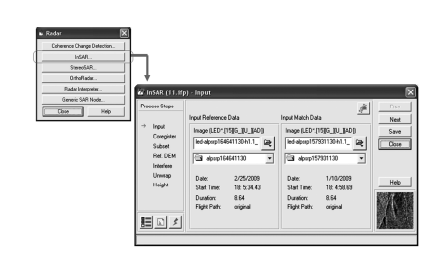 Radar
Coherence Change Detection...
InSAR...
StereoSAR...
OrthoRadar...
Radar Interpreter...
Generic SAR Node...
Close Help
InSAR (11.ifp) - Input
Process Steps
Input
Coregister
Subset
Ref. DEM
Interfere
Unwrap
Height
Input Reference Data
Image (LED*.[15][G_][U_][AD])
led-alpsrp164641130-h1.1_
alpsrp164641130
Date: 2/25/2009
Start Time: 18: 5:34.43
Duration: 8.64
Flight Path: original
Input Match Data
Image (LED*.[15][G_][U_][AD])
led-alpsrp157931130-h1.1_
alpsrp157931130
Date: 1/10/2009
Start Time: 18: 4:58.69
Duration: 8.64
Flight Path: original
Prev
Next
Save
Close
Help